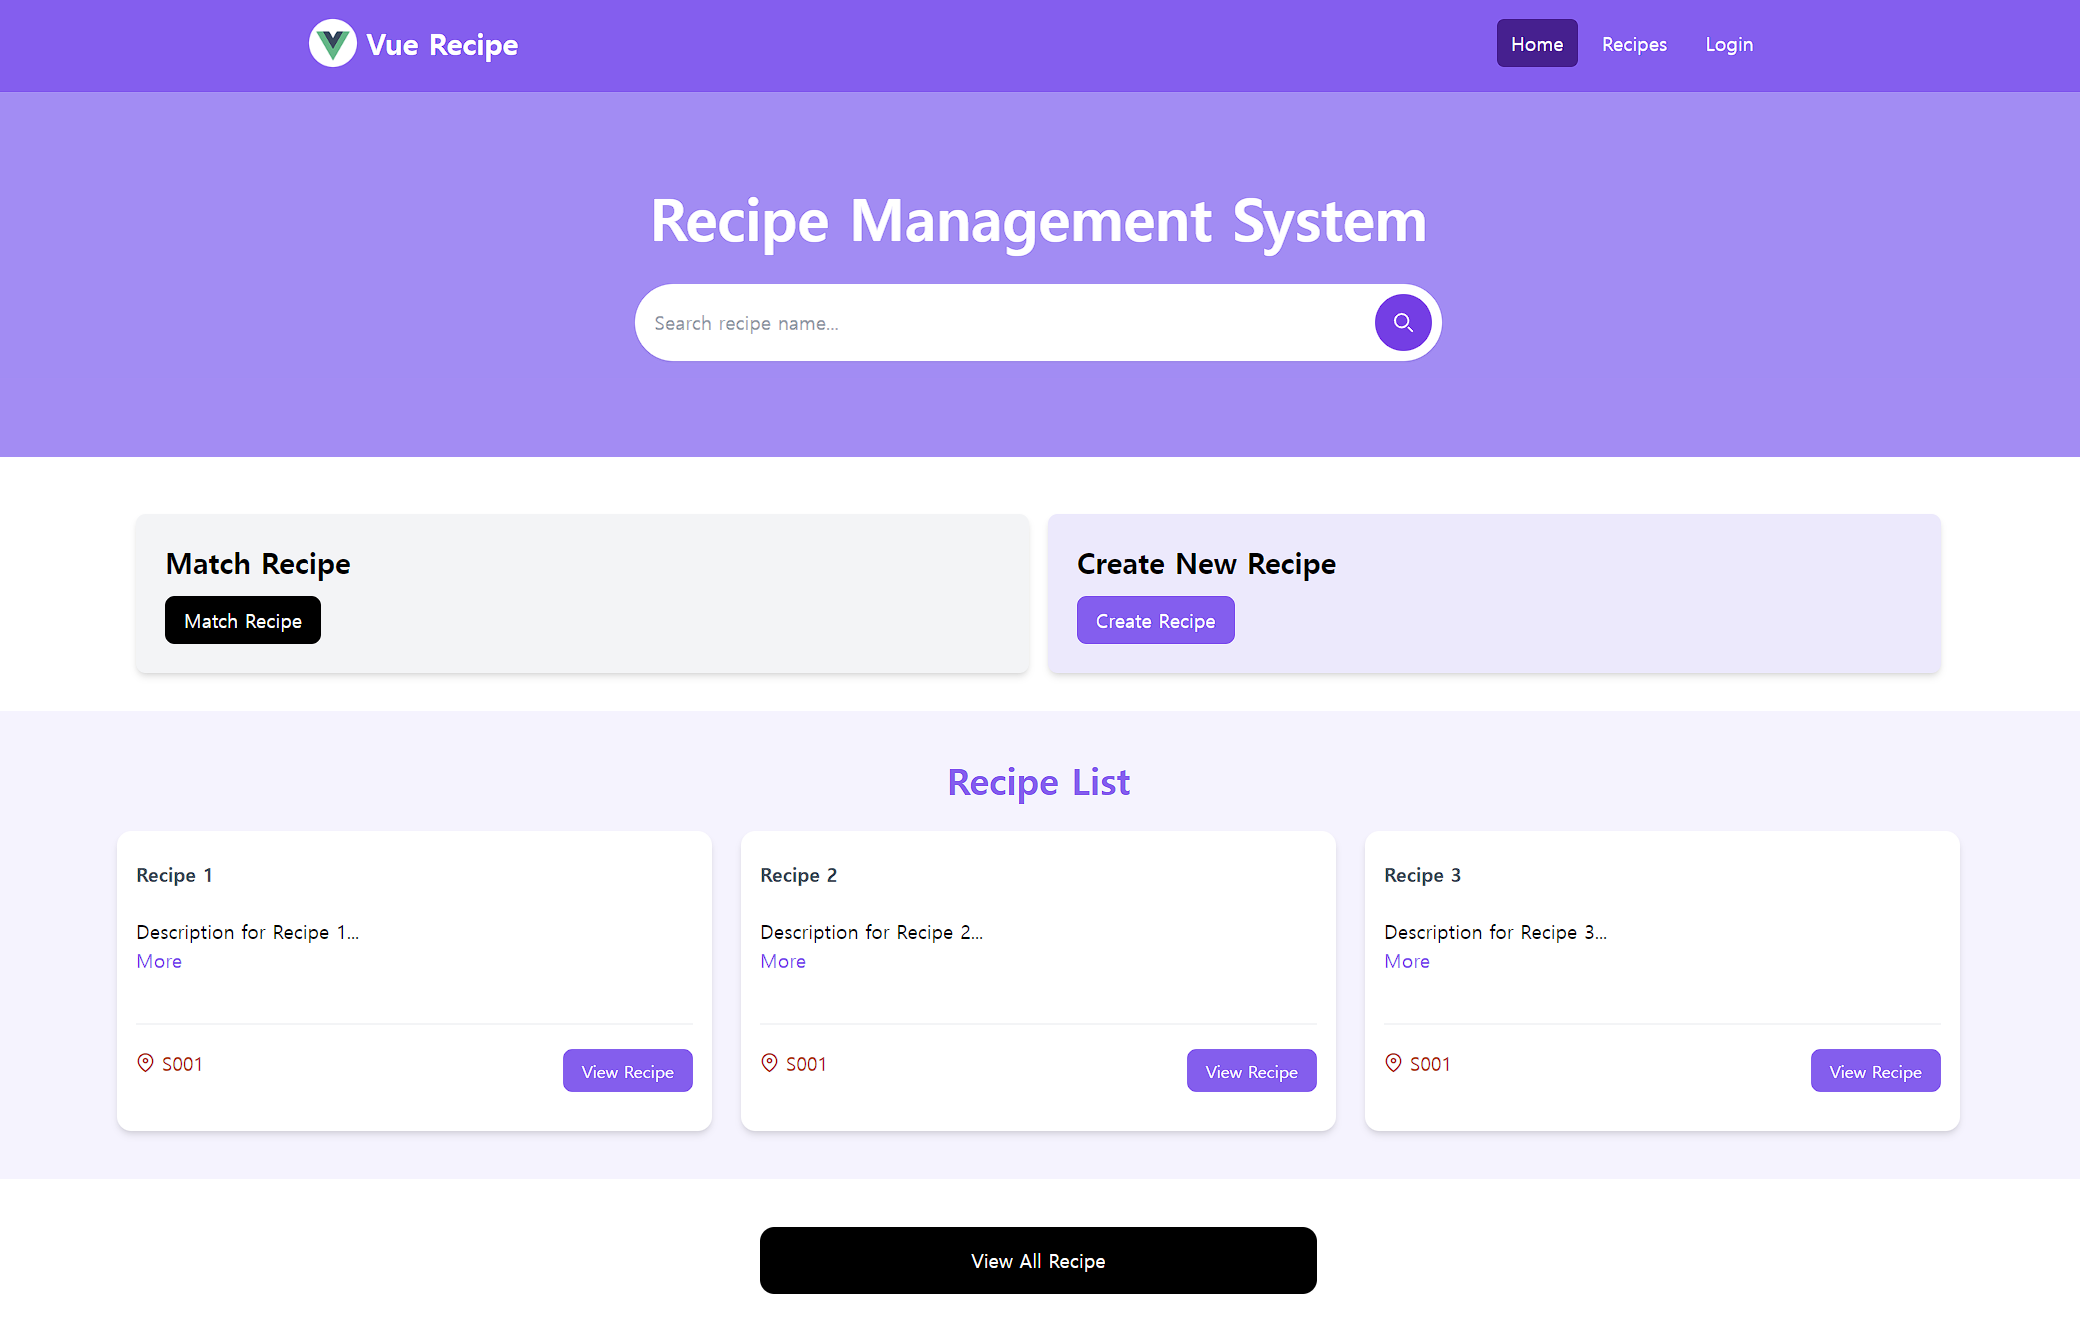 Vue Recipe
Home Recipes Login
Recipe Management System
Search recipe name...
Match Recipe
Match Recipe
Create New Recipe
Create Recipe
Recipe List
Recipe 1
Description for Recipe 1...
More
S001
View Recipe
Recipe 2
Description for Recipe 2...
More
S001
View Recipe
Recipe 3
Description for Recipe 3...
More
S001
View Recipe
View All Recipe